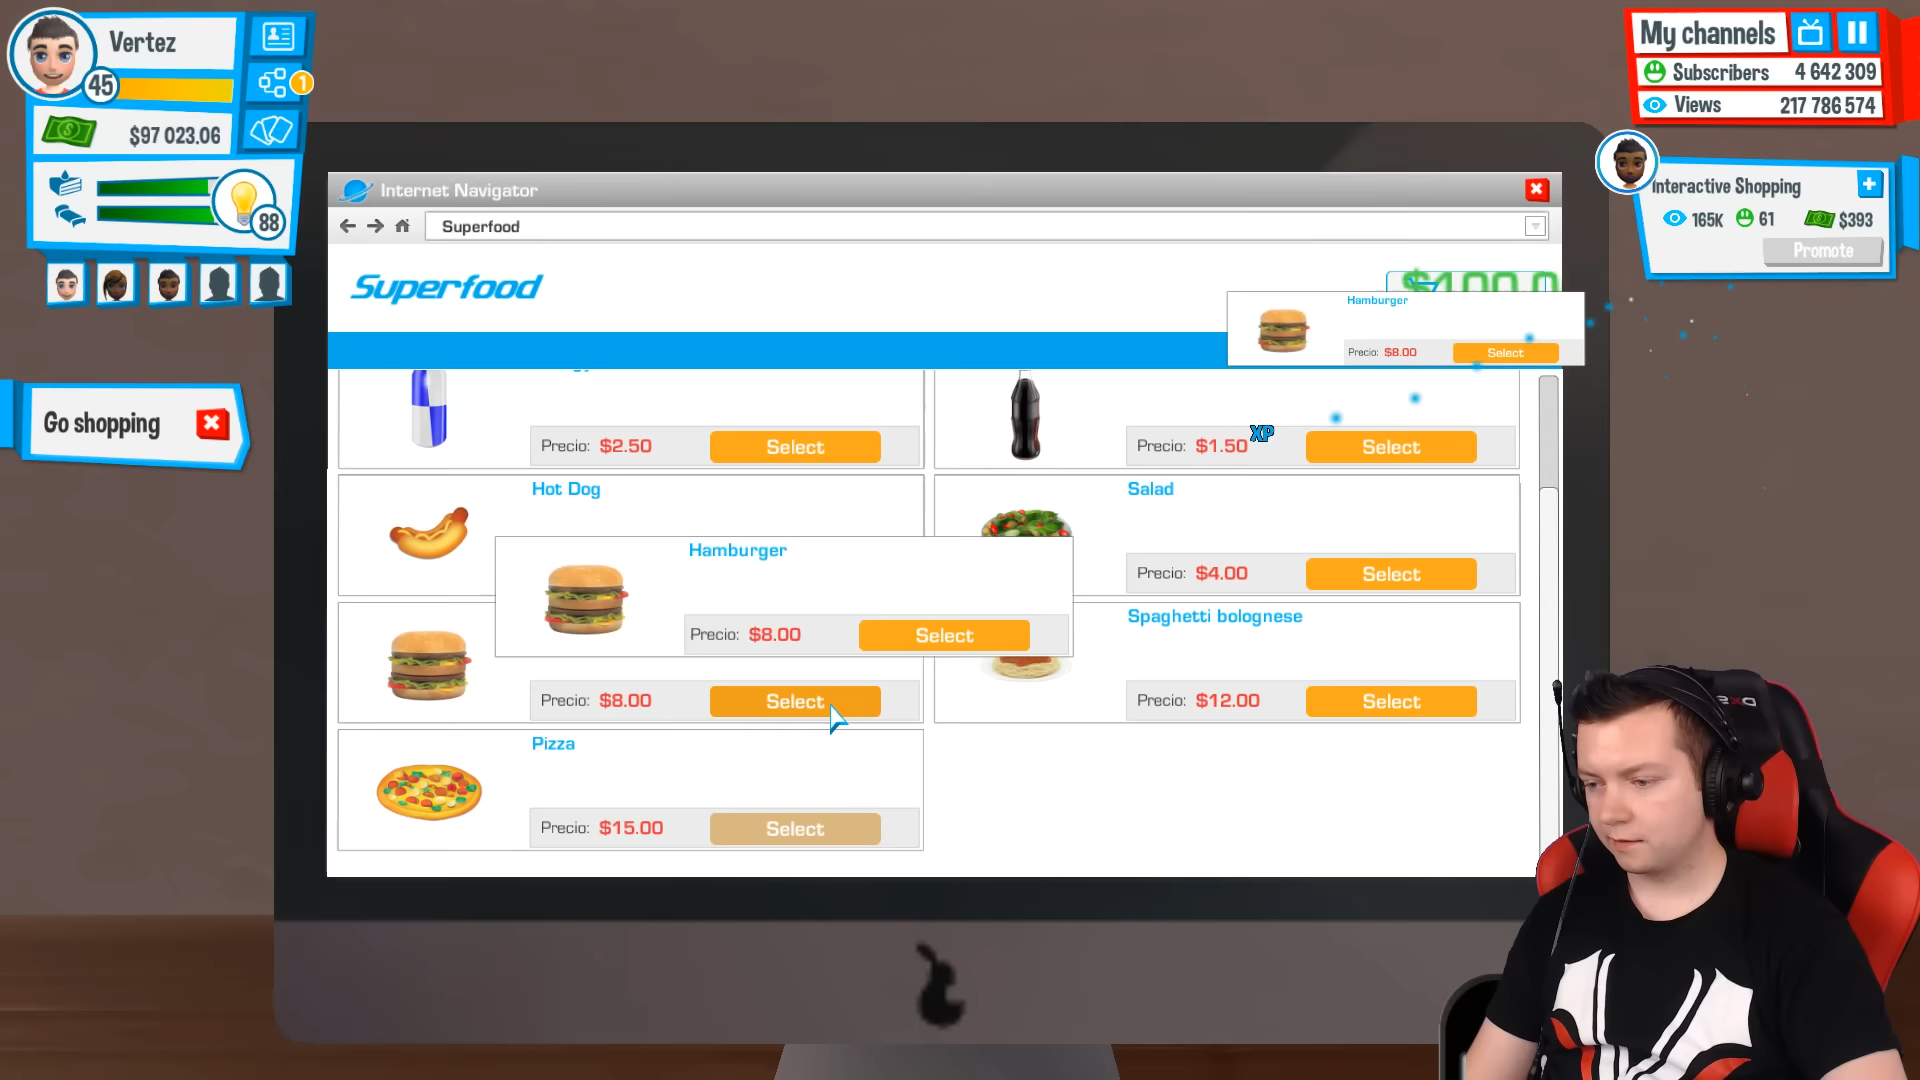 Vertez
45
1
$97 023.06
88
Go shopping
My channels
Subscribers 4 642 309
Views 217 786 574
Interactive Shopping
165K 61 $393
Promote
Internet Navigator
Superfood
Superfood
Hamburger
Precio: $8.00 Select
XP
Precio: $2.50 Select
Precio: $1.50 Select
Hot Dog
Salad
Precio: $4.00 Select
Hamburger
Precio: $8.00 Select
Spaghetti bolognese
Precio: $8.00 Select
Precio: $12.00 Select
Pizza
Precio: $15.00 Select